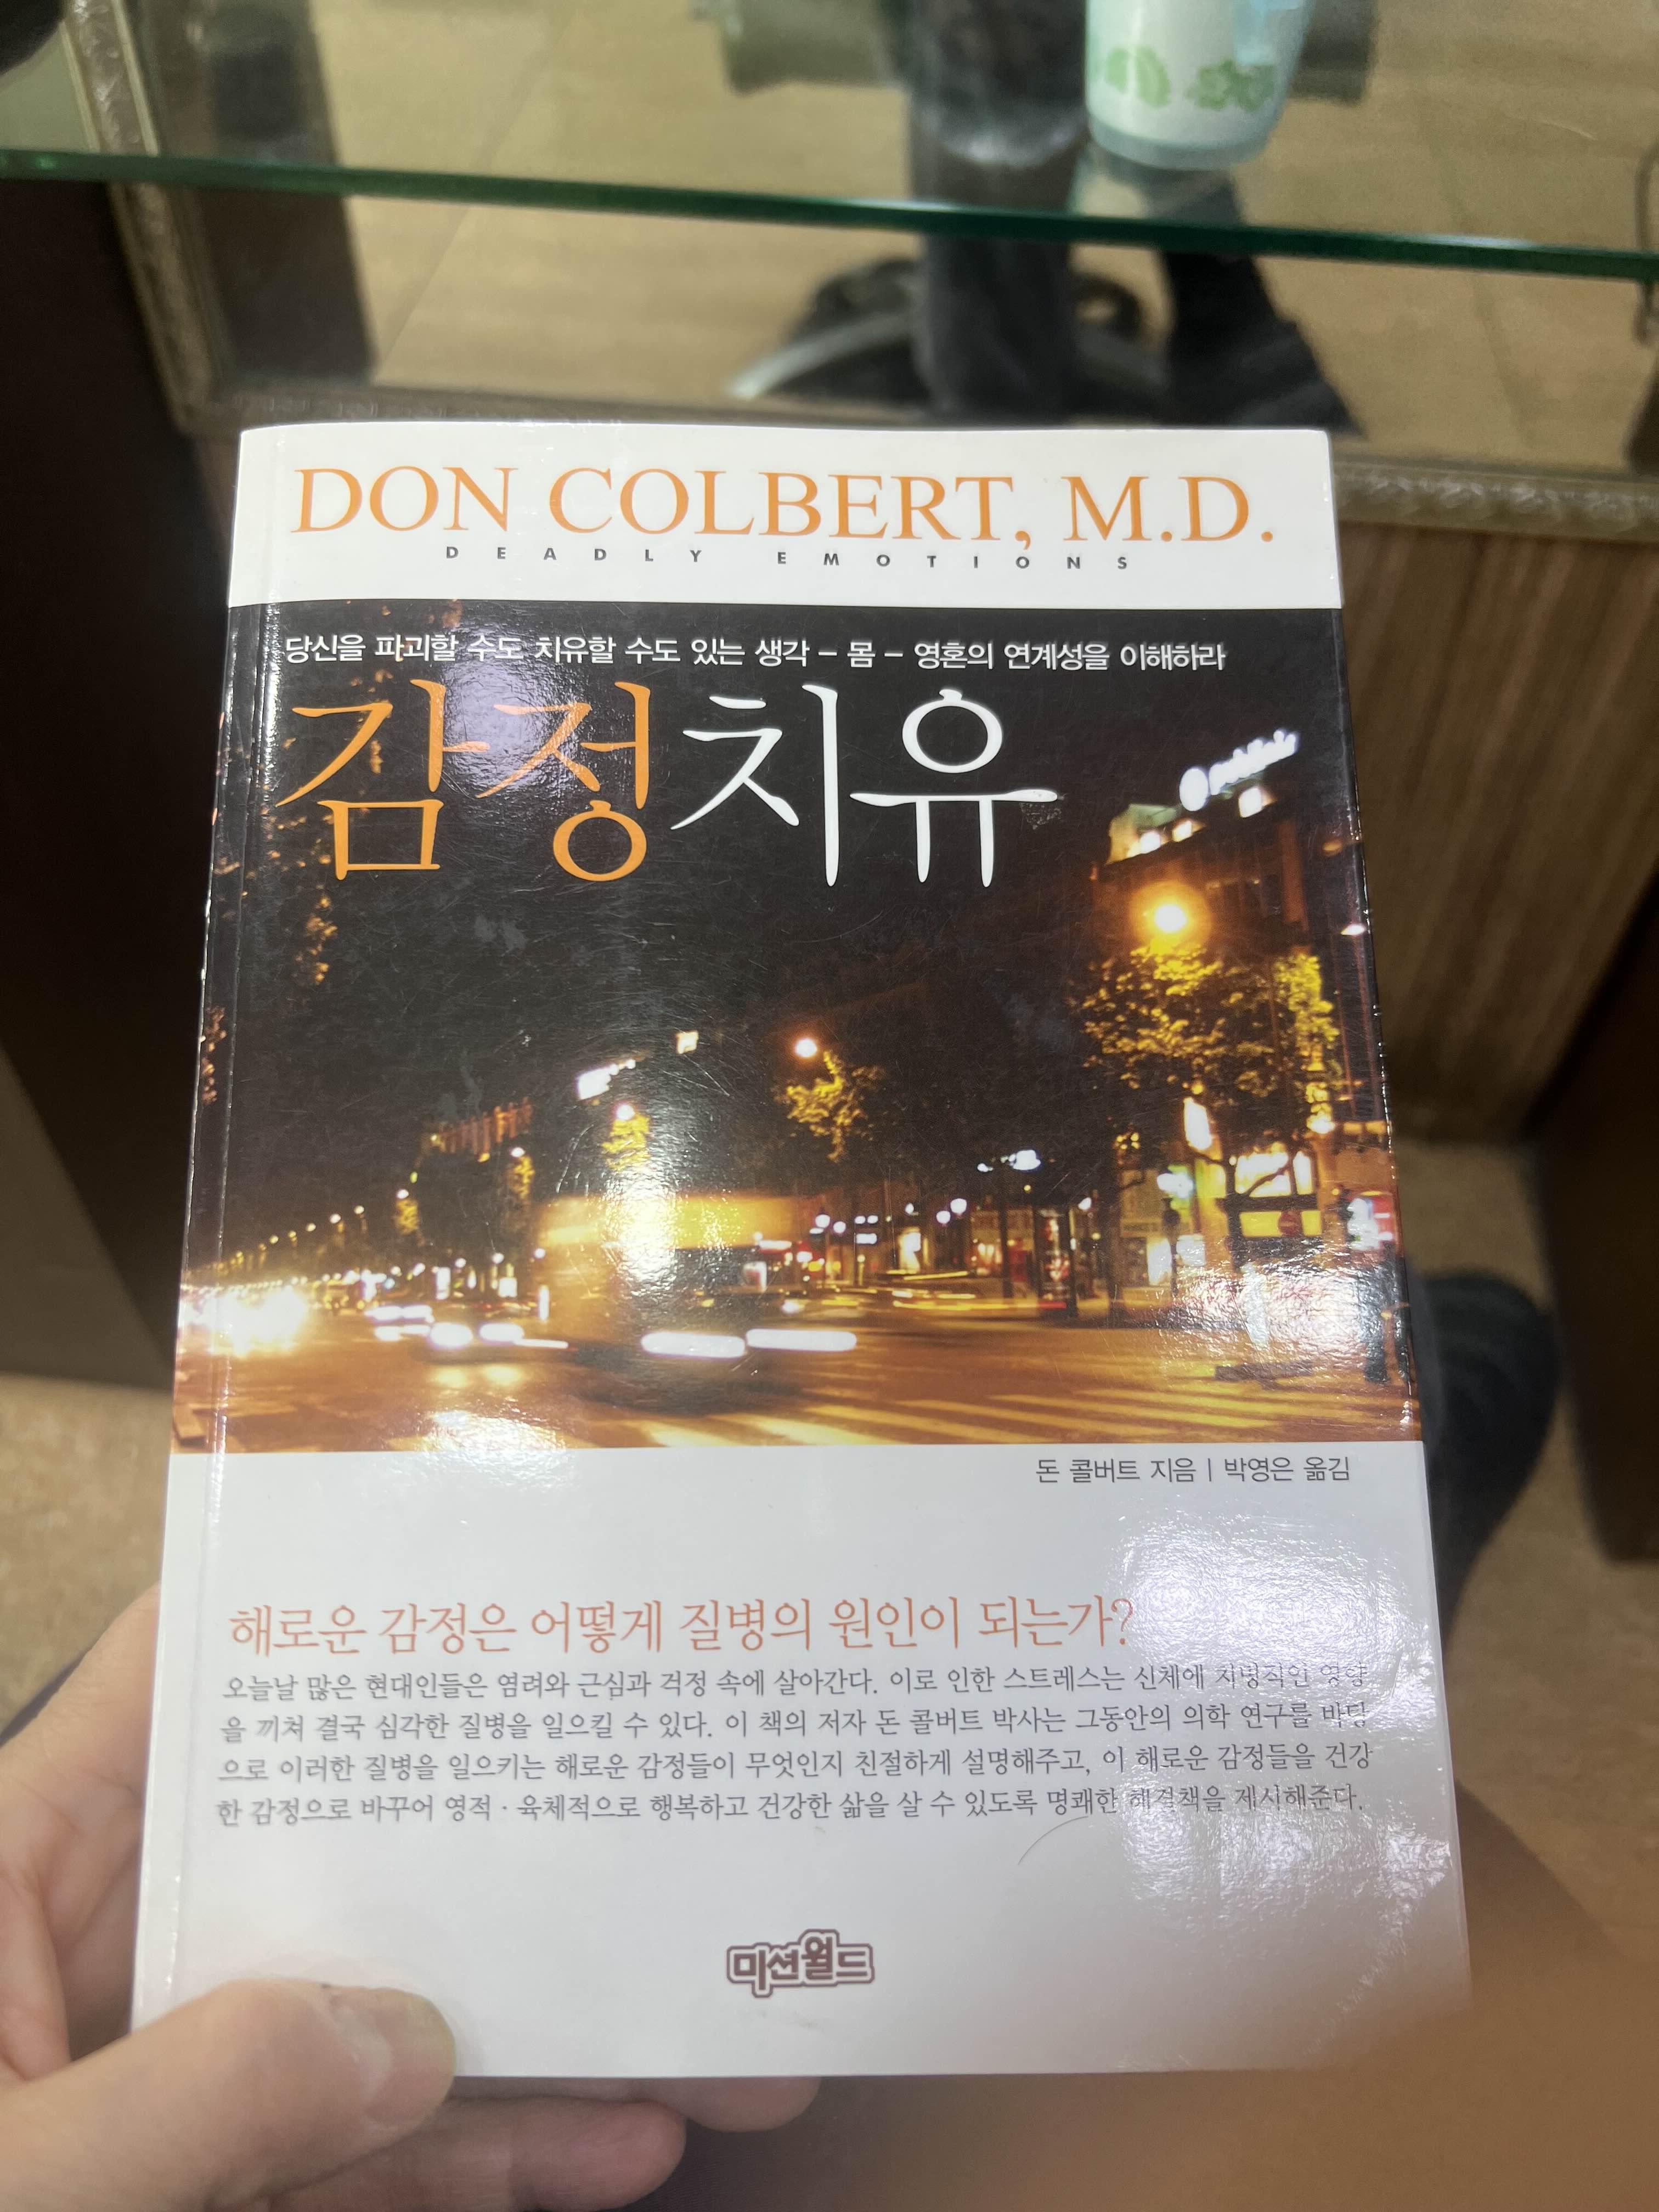 DON COLBERT, M.D.
DEADLY EMOTIONS
당신을 파괴할 수도 치유할 수도 있는 생각 - 몸 - 영혼의 연계성을 이해하라
감정치유
publicis
돈 콜버트 지음 | 박영은 옮김
해로운 감정은 어떻게 질병의 원인이 되는가?
오늘날 많은 현대인들은 염려와 근심과 걱정 속에 살아간다. 이로 인한 스트레스는 신체에 치명적인 영향
을 끼쳐 결국 심각한 질병을 일으킬 수 있다. 이 책의 저자 돈 콜버트 박사는 그동안의 의학 연구를 바탕
으로 이러한 질병을 일으키는 해로운 감정들이 무엇인지 친절하게 설명해주고, 이 해로운 감정들을 건강
한 감정으로 바꾸어 영적 · 육체적으로 행복하고 건강한 삶을 살 수 있도록 명쾌한 해결책을 제시해준다.
미션월드